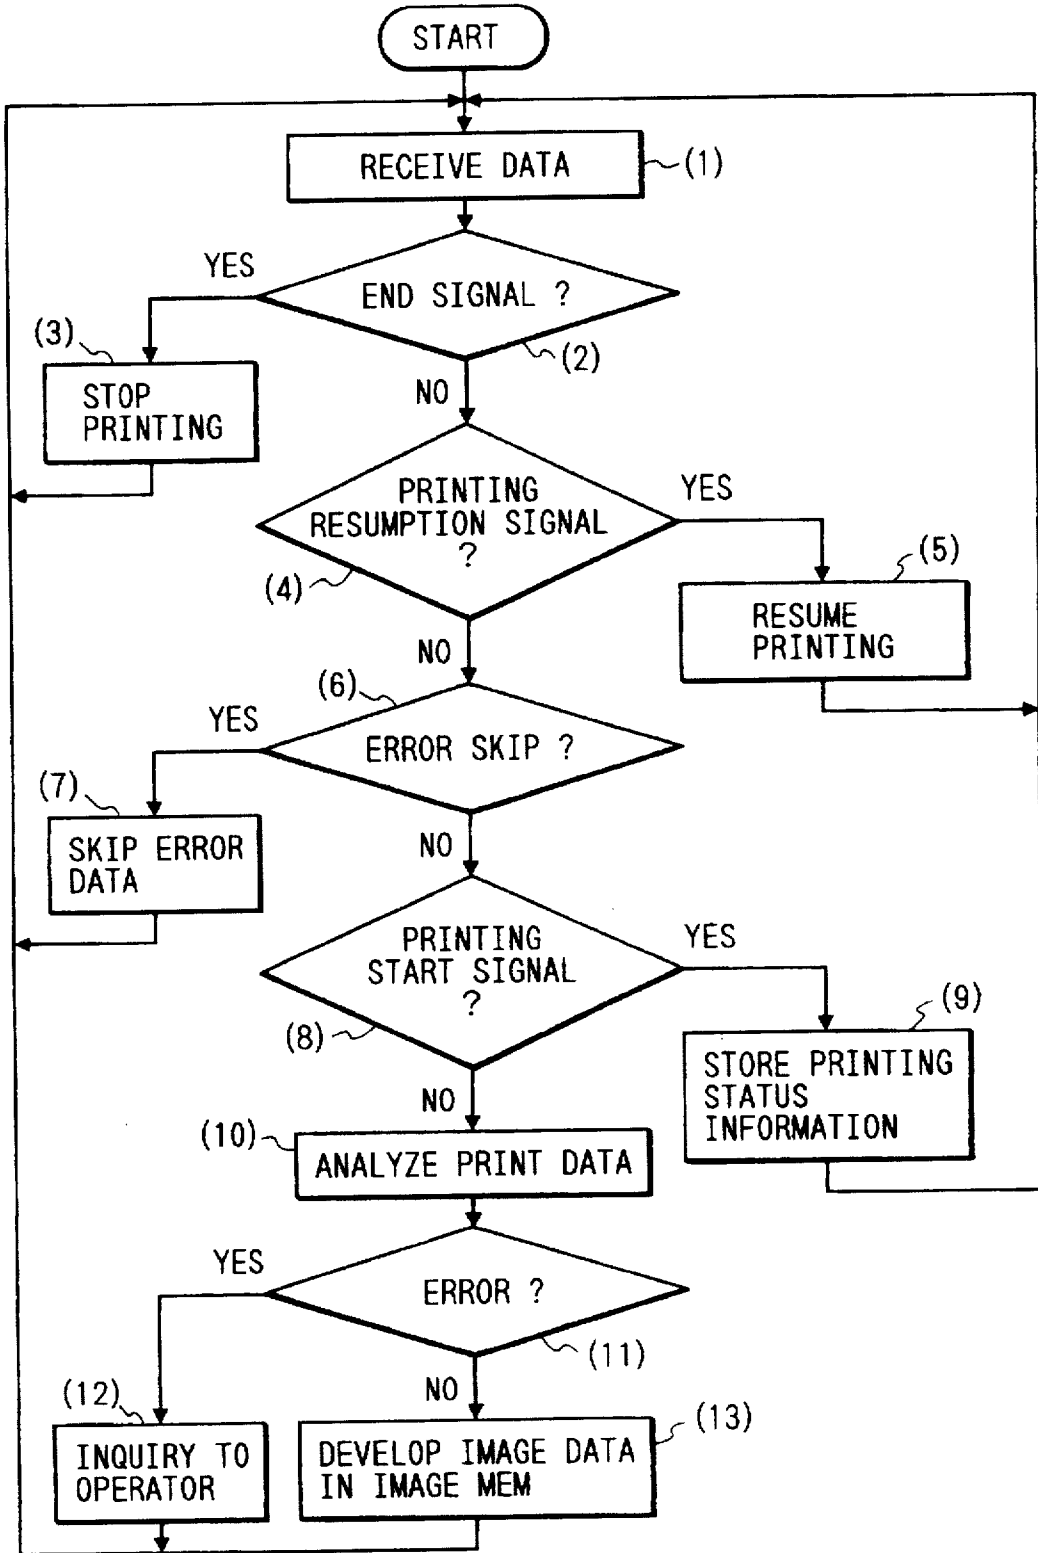 START
RECEIVE DATA
(1)
YES
END SIGNAL ?
(2)
(3)
STOP
PRINTING
NO
PRINTING
RESUMPTION SIGNAL
?
(4)
YES
(5)
RESUME
PRINTING
NO
(6)
YES
ERROR SKIP ?
(7)
SKIP ERROR
DATA
NO
PRINTING
START SIGNAL
?
(8)
YES
(9)
STORE PRINTING
STATUS
INFORMATION
NO
(10)
ANALYZE PRINT DATA
YES
ERROR ?
(11)
(12)
INQUIRY TO
OPERATOR
NO
(13)
DEVELOP IMAGE DATA
IN IMAGE MEM